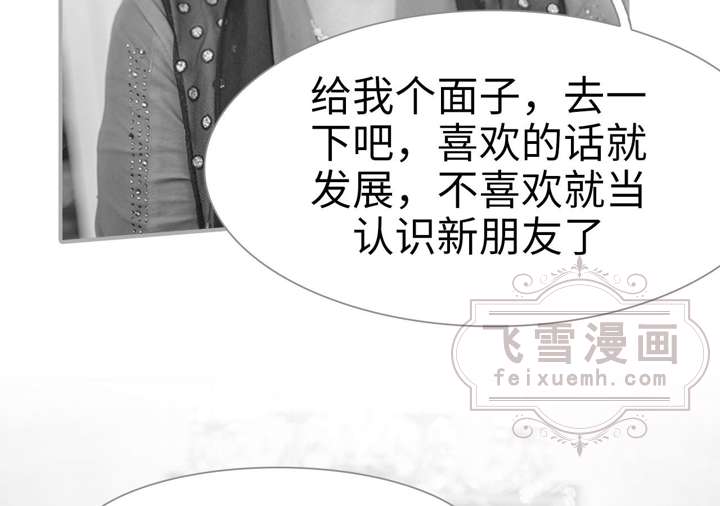 给我个面子，去一
下吧，喜欢的话就
发展，不喜欢就当
认识新朋友了
飞雪漫画
feixuemh.com